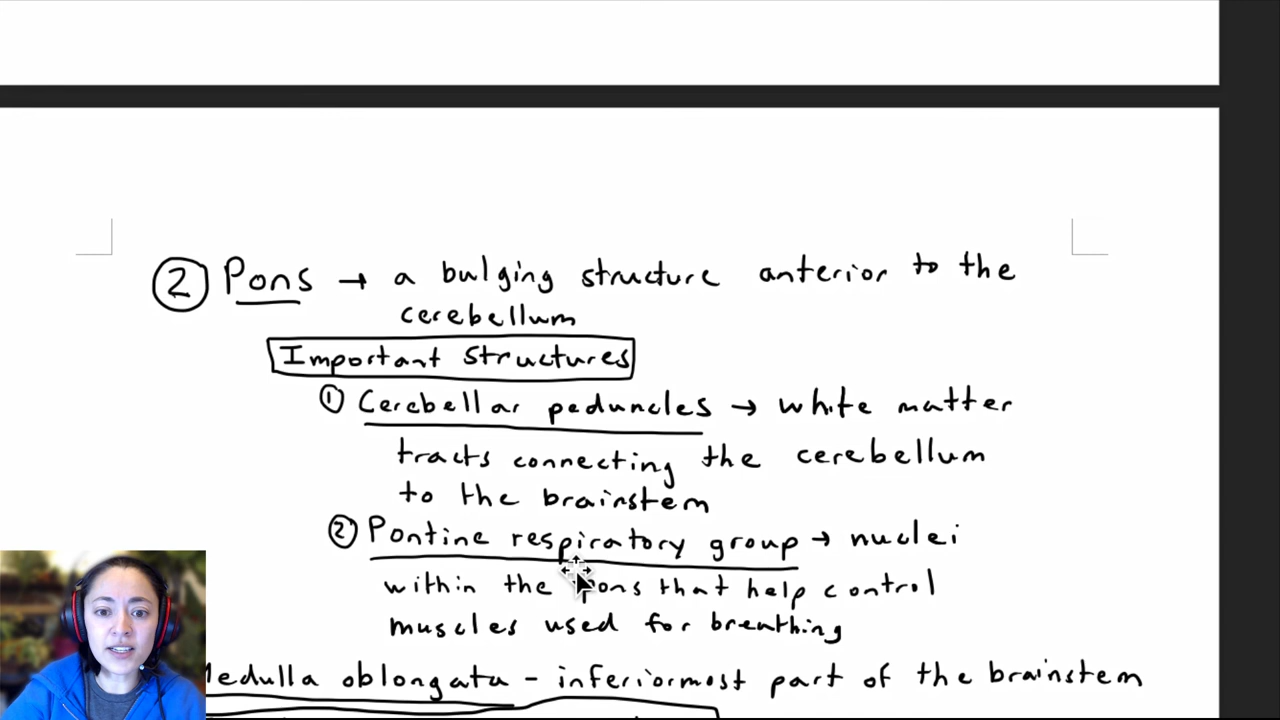 ② Pons → a bulging structure anterior to the
cerebellum
Important Structures
① Cerebellar peduncles → white matter
tracts connecting the cerebellum
to the brainstem
② Pontine respiratory group → nuclei
within the pons that help control
muscles used for breathing
Medulla oblongata - inferiormost part of the brainstem